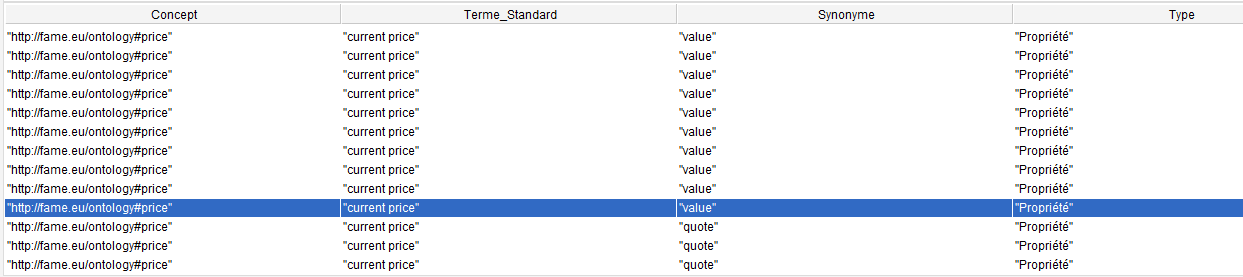 Concept Terme_Standard Synonyme Type
"http://fame.eu/ontology#price" "current price" "value" "Propriété"
"http://fame.eu/ontology#price" "current price" "value" "Propriété"
"http://fame.eu/ontology#price" "current price" "value" "Propriété"
"http://fame.eu/ontology#price" "current price" "value" "Propriété"
"http://fame.eu/ontology#price" "current price" "value" "Propriété"
"http://fame.eu/ontology#price" "current price" "value" "Propriété"
"http://fame.eu/ontology#price" "current price" "value" "Propriété"
"http://fame.eu/ontology#price" "current price" "value" "Propriété"
"http://fame.eu/ontology#price" "current price" "value" "Propriété"
"http://fame.eu/ontology#price" "current price" "value" "Propriété"
"http://fame.eu/ontology#price" "current price" "quote" "Propriété"
"http://fame.eu/ontology#price" "current price" "quote" "Propriété"
"http://fame.eu/ontology#price" "current price" "quote" "Propriété"